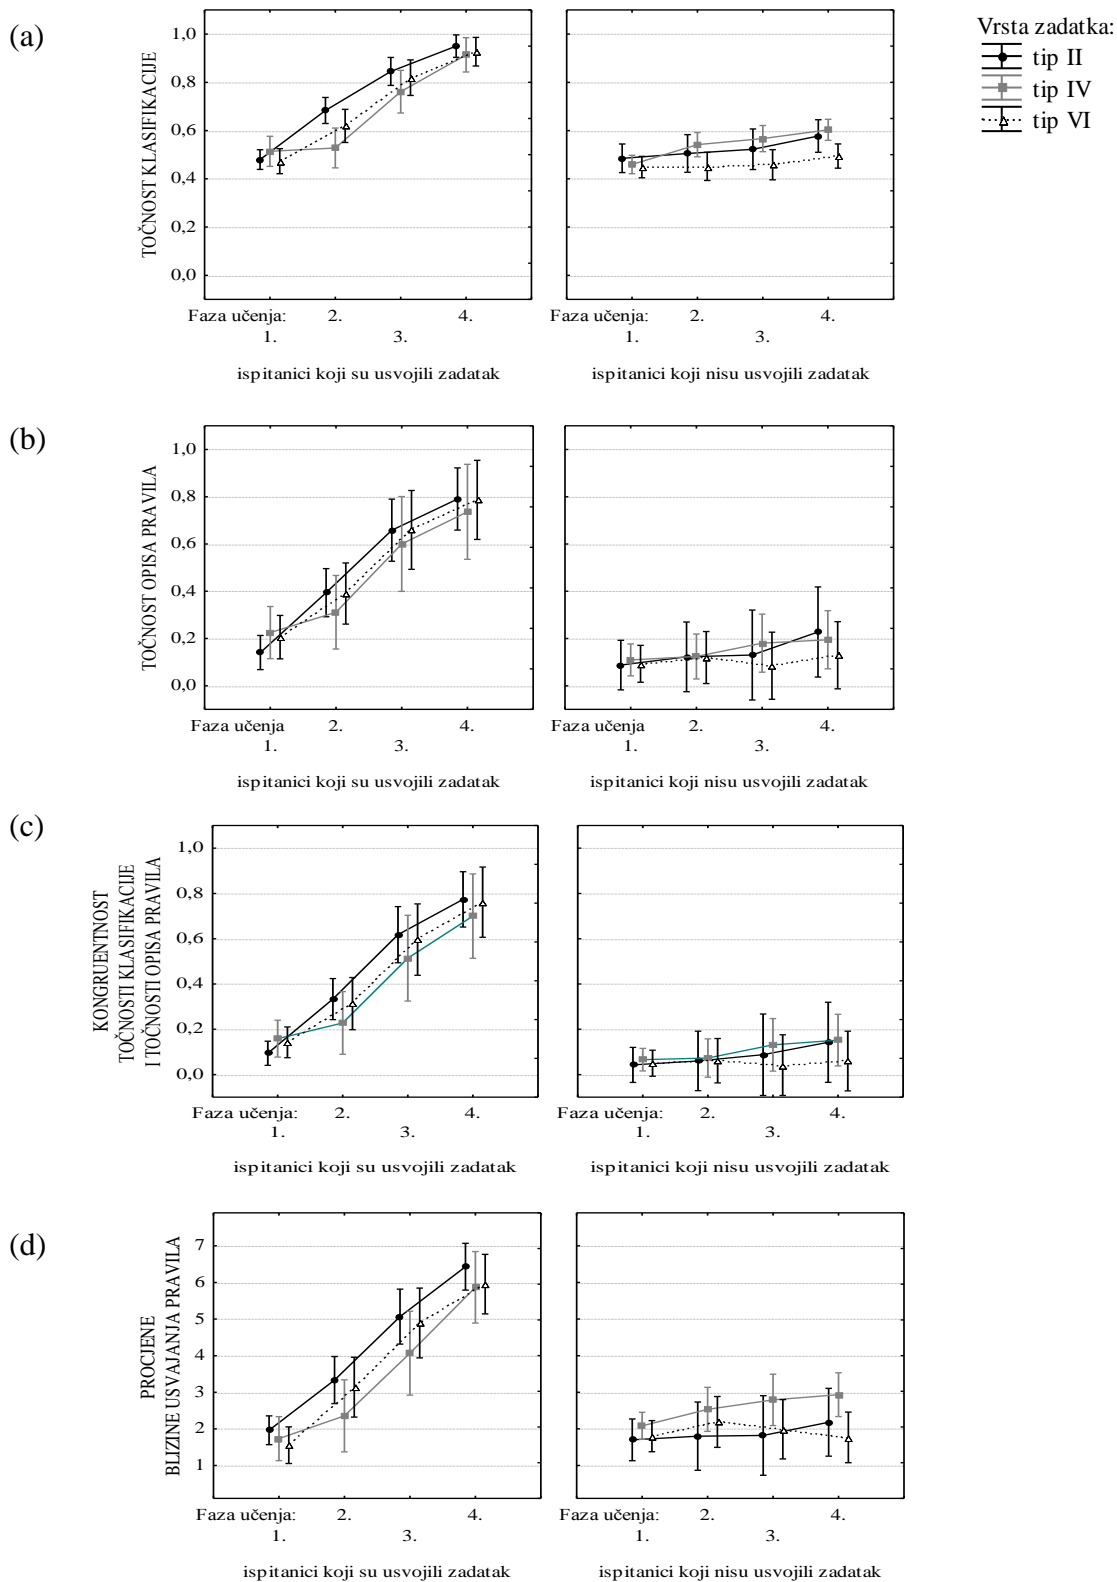 (a)
TOČNOST KLASIFIKACIJE
1,0
0,8
0,6
0,4
0,2
0,0
Faza učenja: 2. 4.
1. 3.
ispitanici koji su usvojili zadatak
Faza učenja: 2. 4.
1. 3.
ispitanici koji nisu usvojili zadatak
Vrsta zadatka:
tip II
tip IV
tip VI
(b)
TOČNOST OPISA PRAVILA
1,0
0,8
0,6
0,4
0,2
0,0
Faza učenja 2. 4.
1. 3.
ispitanici koji su usvojili zadatak
Faza učenja 2. 4.
1. 3.
ispitanici koji nisu usvojili zadatak
(c)
KONGRUENTNOST
TOČNOSTI KLASIFIKACIJE
I TOČNOSTI OPISA PRAVILA
1,0
0,8
0,6
0,4
0,2
0,0
Faza učenja: 2. 4.
1. 3.
ispitanici koji su usvojili zadatak
Faza učenja: 2. 4.
1. 3.
ispitanici koji nisu usvojili zadatak
(d)
PROCJENE
BLIZINE USVAJANJA PRAVILA
7
6
5
4
3
2
1
Faza učenja: 2. 4.
1. 3.
ispitanici koji su usvojili zadatak
Faza učenja: 2. 4.
1. 3.
ispitanici koji nisu usvojili zadatak